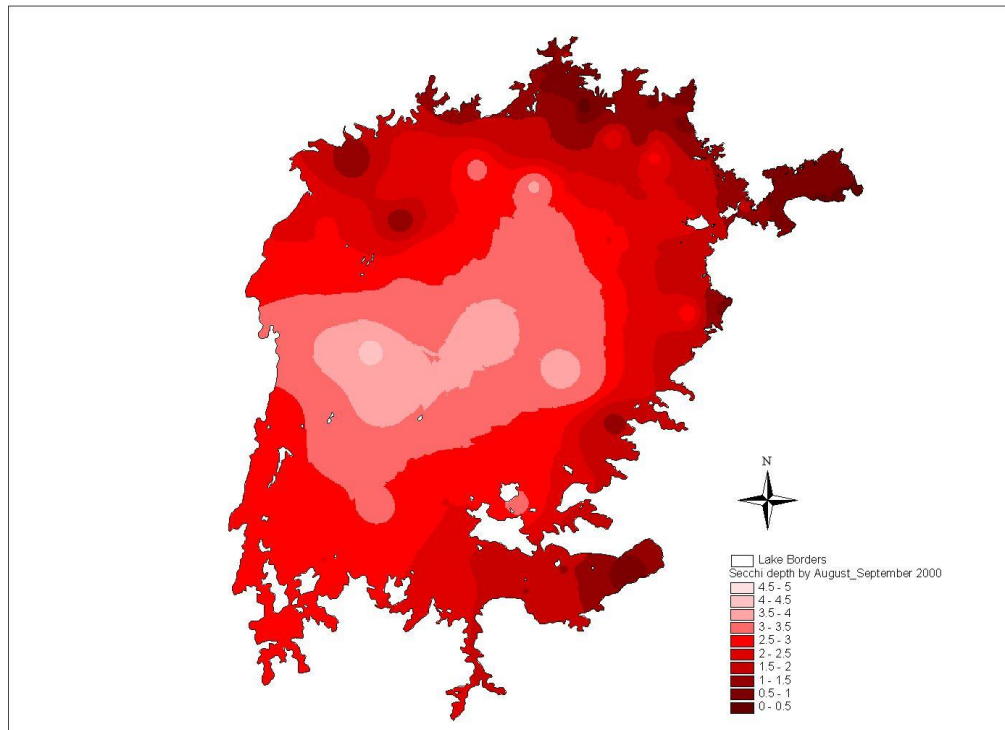 N
Lake Borders
Secchi depth by August_September 2000
4.5 - 5
4 - 4.5
3.5 - 4
3 - 3.5
2.5 - 3
2 - 2.5
1.5 - 2
1 - 1.5
0.5 - 1
0 - 0.5